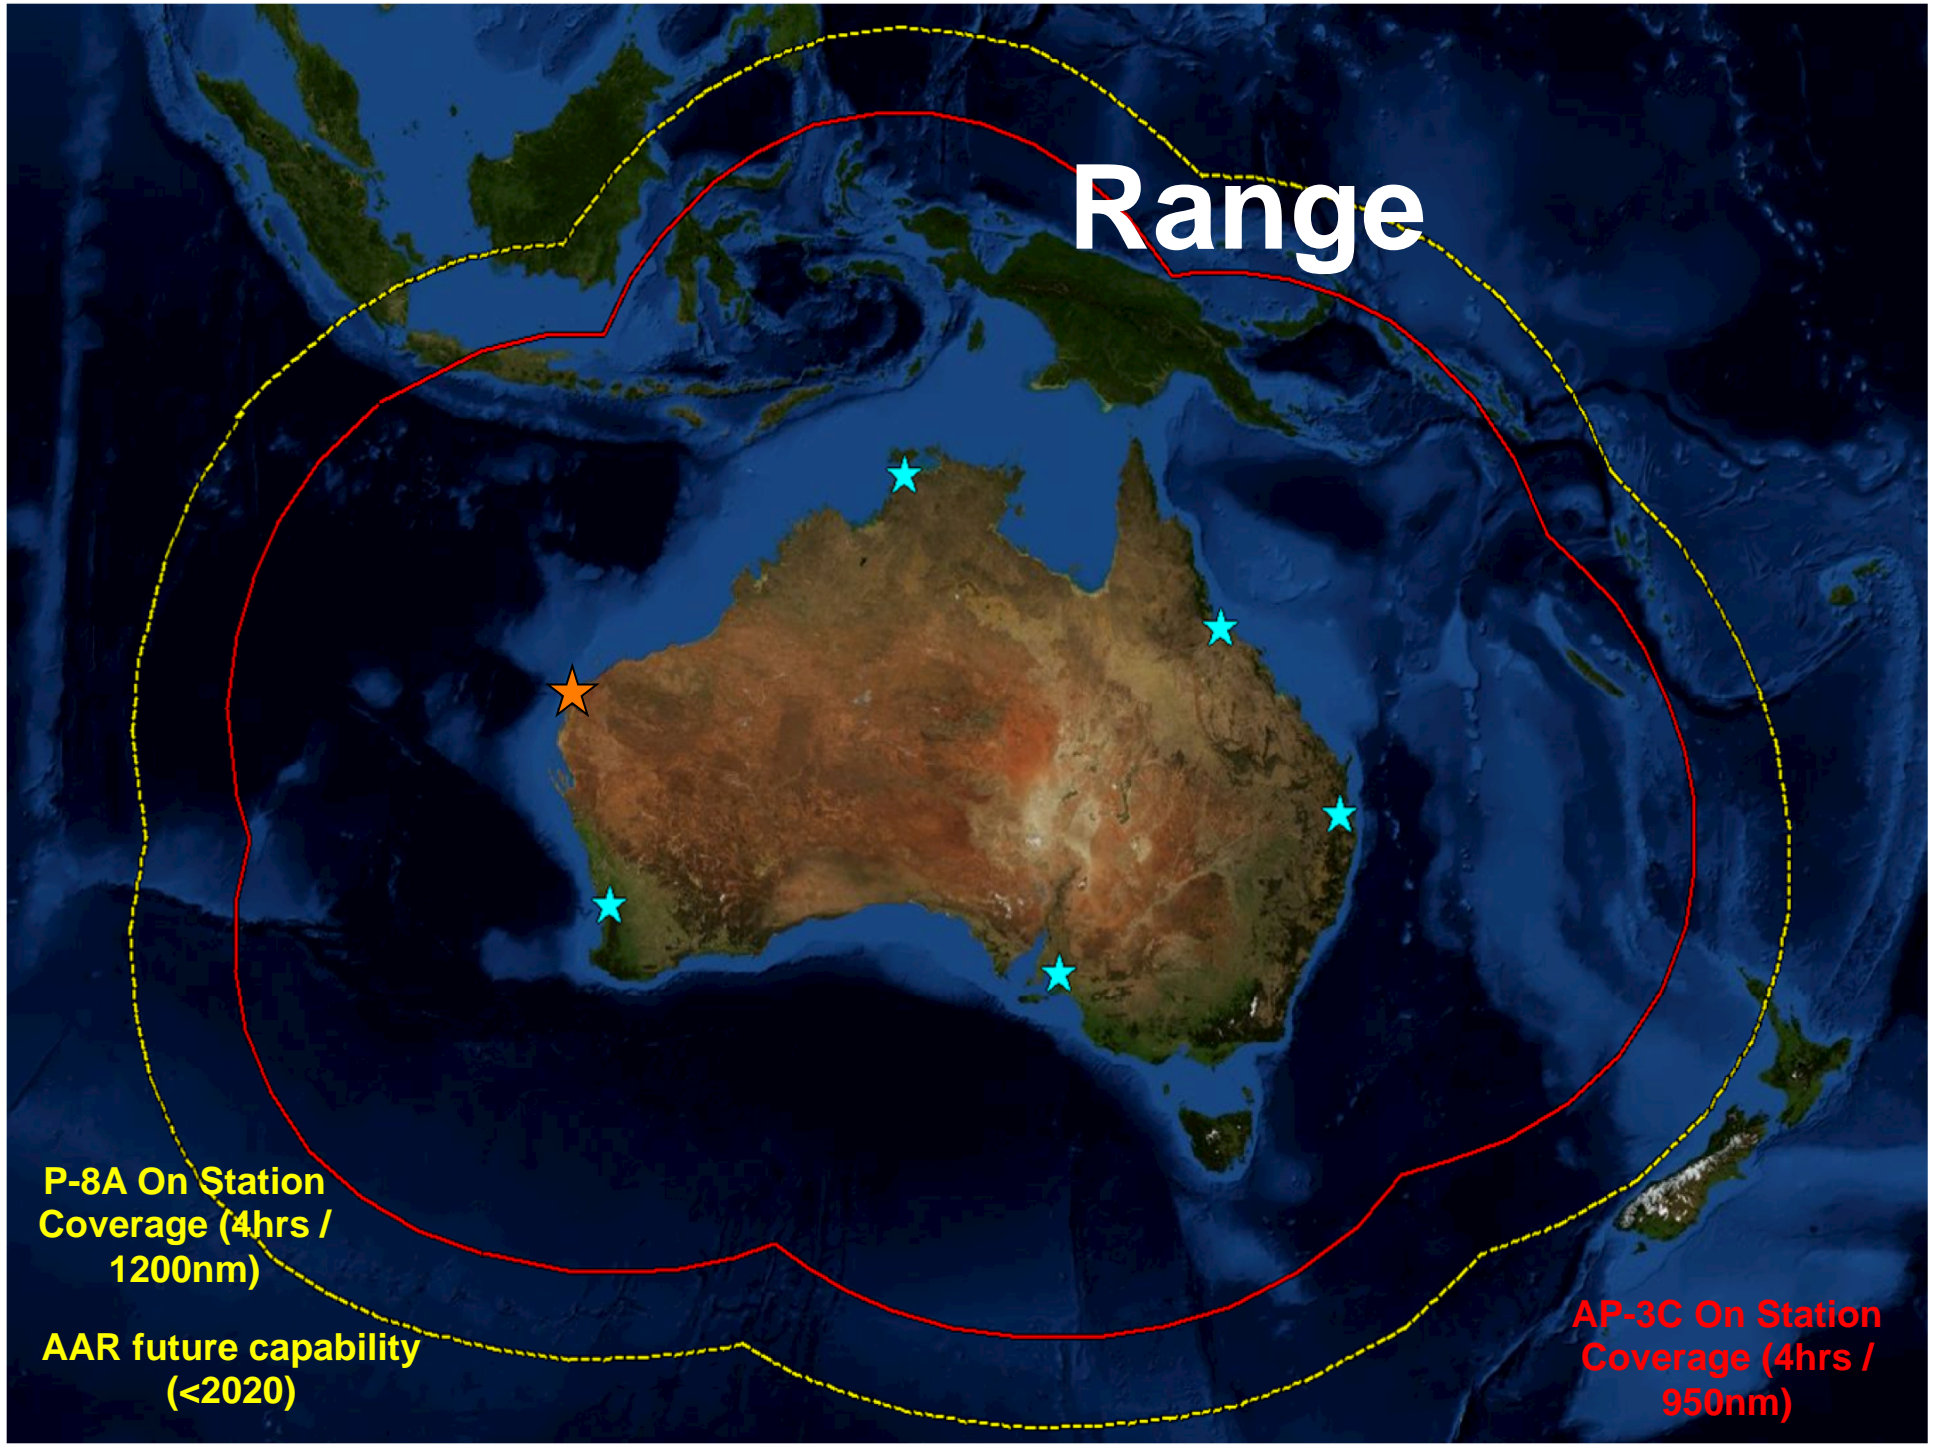 Range
P-8A On Station
Coverage (4hrs /
1200nm)
AAR future capability
(<2020)
AP-3C On Station
Coverage (4hrs /
950nm)